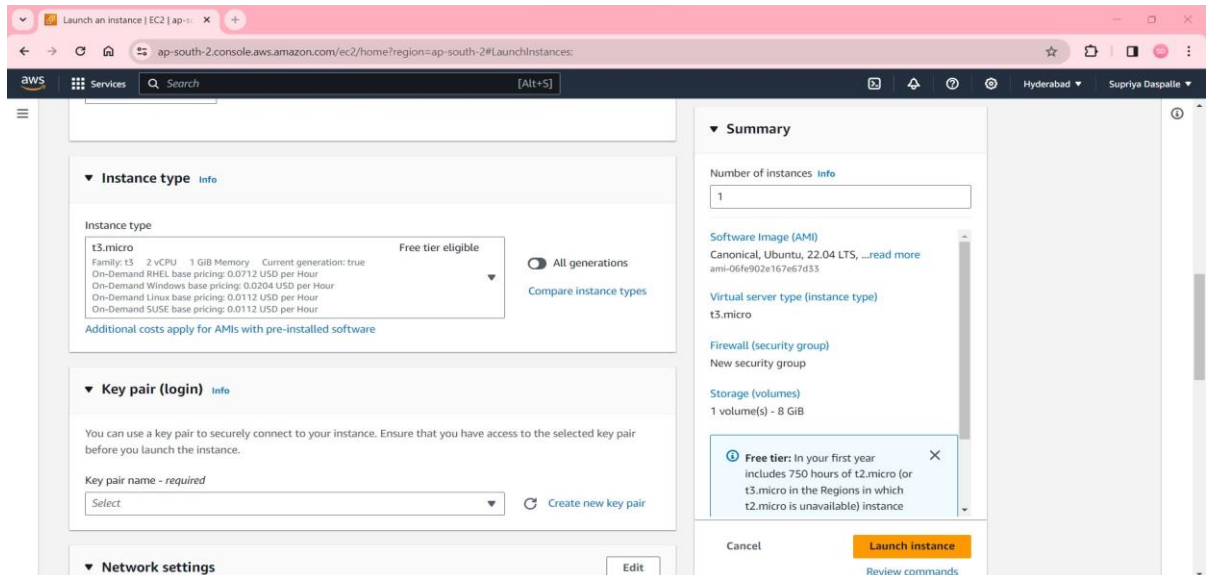 Launch an instance | EC2 | ap-so
ap-south-2.console.aws.amazon.com/ec2/home?region=ap-south-2#LaunchInstances:
aws
Services
Search
[Alt+S]
Hyderabad
Supriya Daspalle
Instance type Info
Instance type
t3.micro
Free tier eligible
Family: t3 2 vCPU 1 GiB Memory Current generation: true
On-Demand RHEL base pricing: 0.0712 USD per Hour
On-Demand Windows base pricing: 0.0204 USD per Hour
On-Demand Linux base pricing: 0.0112 USD per Hour
On-Demand SUSE base pricing: 0.0112 USD per Hour
All generations
Compare instance types
Additional costs apply for AMIs with pre-installed software
Key pair (login) Info
You can use a key pair to securely connect to your instance. Ensure that you have access to the selected key pair
before you launch the instance.
Key pair name - required
Select
Create new key pair
Network settings
Edit
Summary
Number of instances Info
1
Software Image (AMI)
Canonical, Ubuntu, 22.04 LTS, ...read more
ami-06fe902e167e67d33
Virtual server type (instance type)
t3.micro
Firewall (security group)
New security group
Storage (volumes)
1 volume(s) - 8 GiB
Free tier: In your first year
includes 750 hours of t2.micro (or
t3.micro in the Regions in which
t2.micro is unavailable) instance
Cancel
Launch instance
Review commands